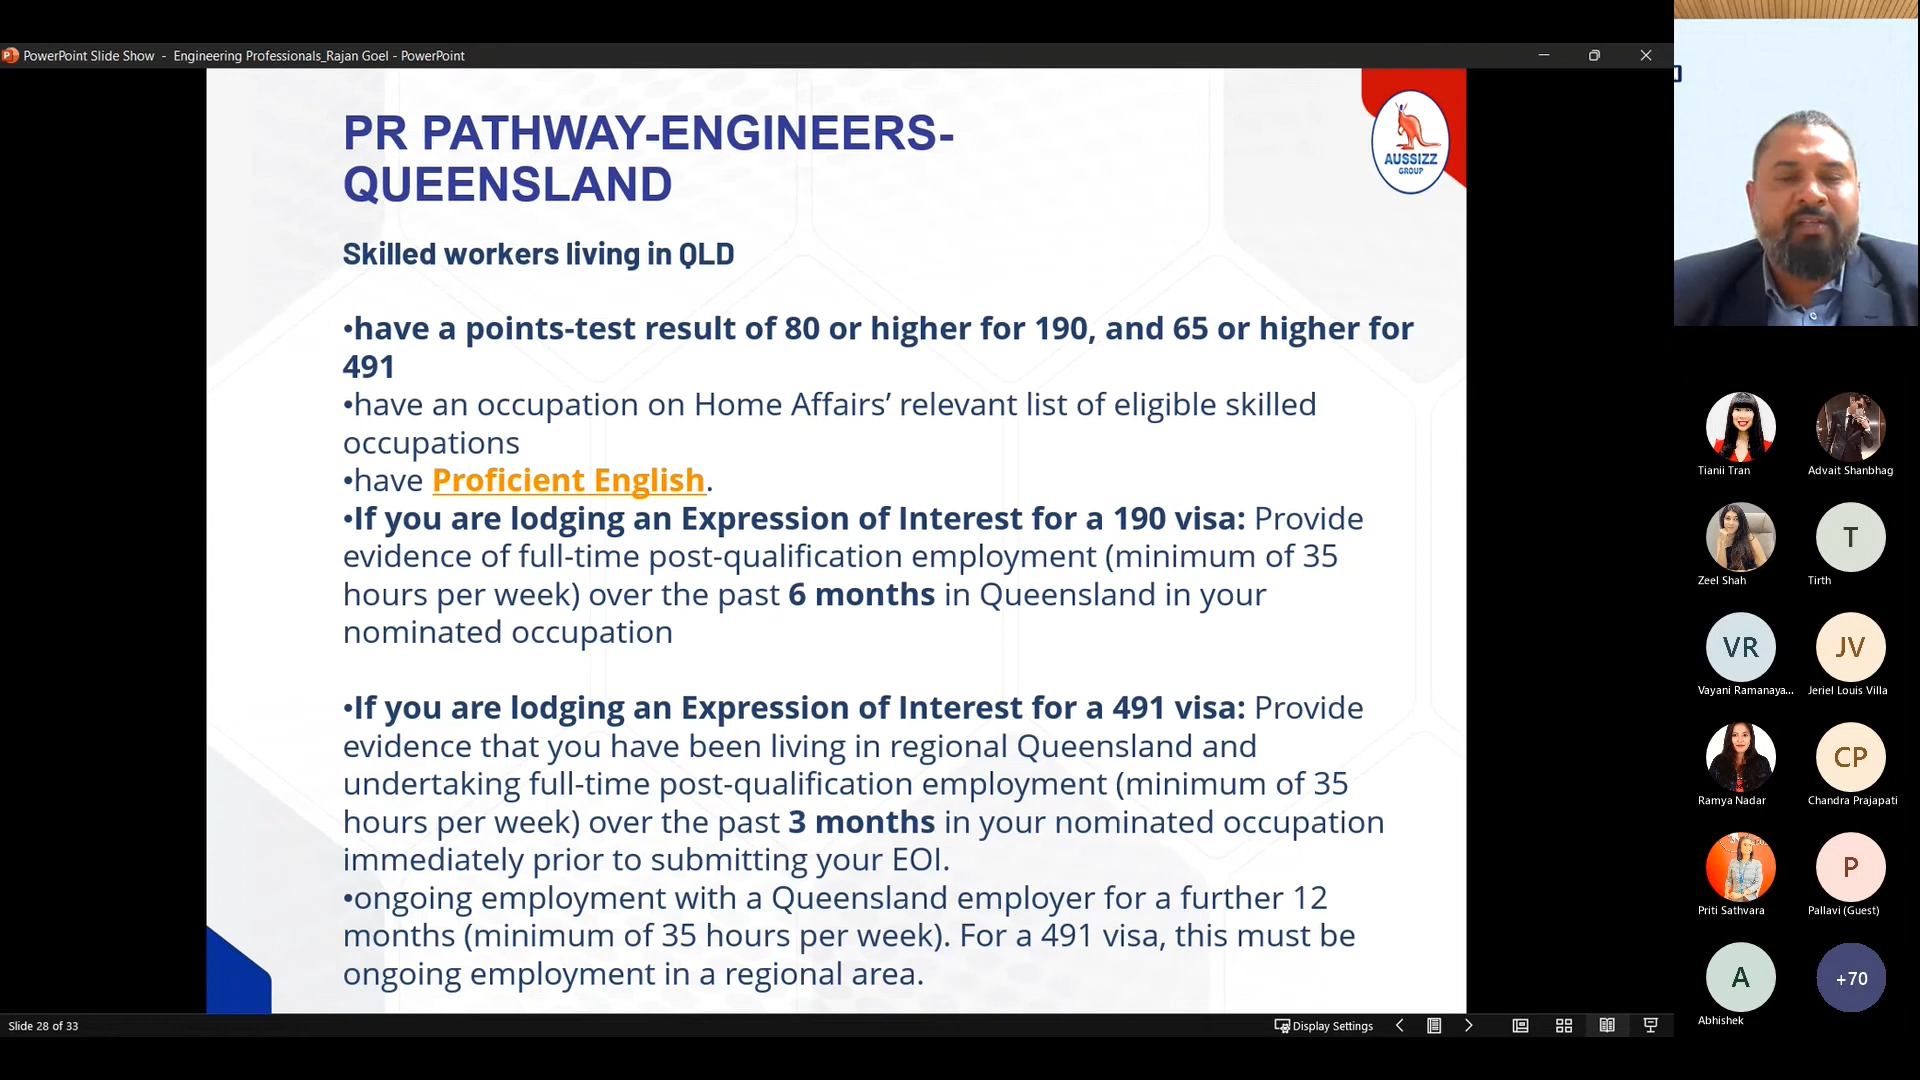 PowerPoint Slide Show - Engineering Professionals_Rajan Goel - PowerPoint
PR PATHWAY-ENGINEERS-
QUEENSLAND
AUSSIZZ
GROUP
Skilled workers living in QLD
•have a points-test result of 80 or higher for 190, and 65 or higher for
491
•have an occupation on Home Affairs’ relevant list of eligible skilled
occupations
•have Proficient English.
•If you are lodging an Expression of Interest for a 190 visa: Provide
evidence of full-time post-qualification employment (minimum of 35
hours per week) over the past 6 months in Queensland in your
nominated occupation
•If you are lodging an Expression of Interest for a 491 visa: Provide
evidence that you have been living in regional Queensland and
undertaking full-time post-qualification employment (minimum of 35
hours per week) over the past 3 months in your nominated occupation
immediately prior to submitting your EOI.
•ongoing employment with a Queensland employer for a further 12
months (minimum of 35 hours per week). For a 491 visa, this must be
ongoing employment in a regional area.
Slide 28 of 33
Display Settings
Tianii Tran
Advait Shanbhag
Zeel Shah
T
Tirth
VR
Vayani Ramanaya...
JV
Jeriel Louis Villa
Ramya Nadar
CP
Chandra Prajapati
Priti Sathvara
P
Pallavi (Guest)
A
Abhishek
+70